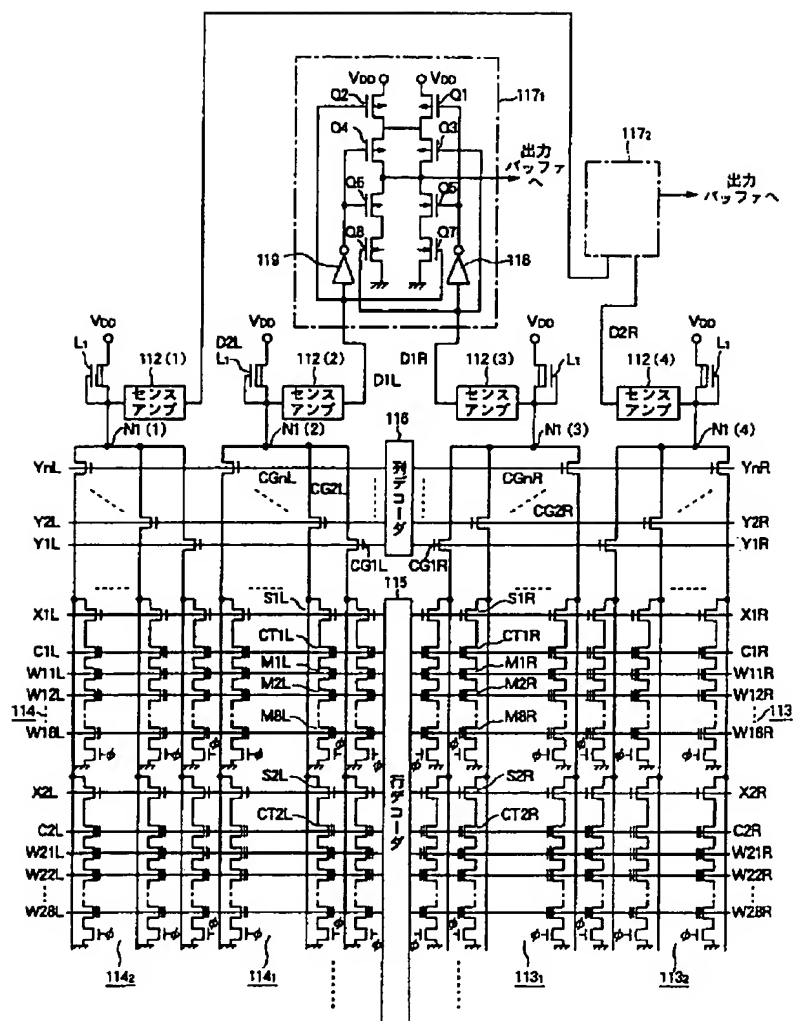 VDD VDD
Q2 Q1 117₁
Q4 Q3
出力
バッファ
へ
117₂
出力
バッファへ
Q6 Q5
Q8 Q7
119 118
VDD D2L VDD D1R VDD D2R VDD
L₁ 112(1) L₁ 112(2) D1L 112(3) L₁ 112(4) L₁
センス
アンプ
センス
アンプ
センス
アンプ
センス
アンプ
N1(1) N1(2) 116 N1(3) N1(4)
YnL CGnL 列デコーダ CGnR YnR
CG2L CG2R
Y2L Y2R
Y1L Y1R
CG1L CG1R
115
S1L S1R
X1L X1R
CT1L CT1R
C1L C1R
M1L M1R
W11L W11R
M2L M2R
W12L W12R
114 113
M8L M8R
W18L W18R
φ φ φ φ φ φ φ φ
S2L 行デコーダ S2R
X2L X2R
CT2L CT2R
C2L C2R
W21L W21R
W22L W22R
W28L W28R
φ φ φ φ φ φ φ φ
114₂ 114₁ 113₁ 113₂